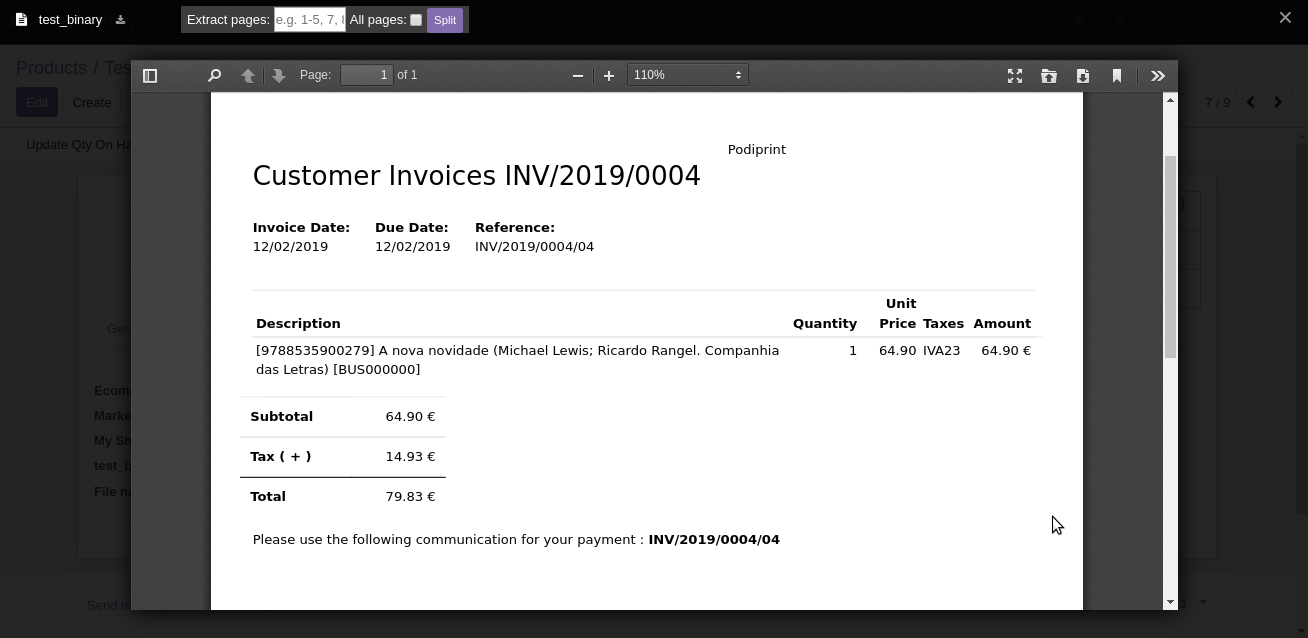 test_binary
Extract pages: e.g. 1-5, 7, 8 All pages: Split
Products / Tes
Edit Create
7 / 9
Update Qty On Ha
Page: 1 of 1
110%
Podiprint
Customer Invoices INV/2019/0004
Invoice Date: Due Date: Reference:
12/02/2019 12/02/2019 INV/2019/0004/04
Unit
Description Quantity Price Taxes Amount
[9788535900279] A nova novidade (Michael Lewis; Ricardo Rangel. Companhia 1 64.90 IVA23 64.90 €
das Letras) [BUS000000]
Subtotal 64.90 €
Tax ( + ) 14.93 €
Total 79.83 €
Please use the following communication for your payment : INV/2019/0004/04
Gen
Ecom
Marke
My Sh
test_b
File na
Send m